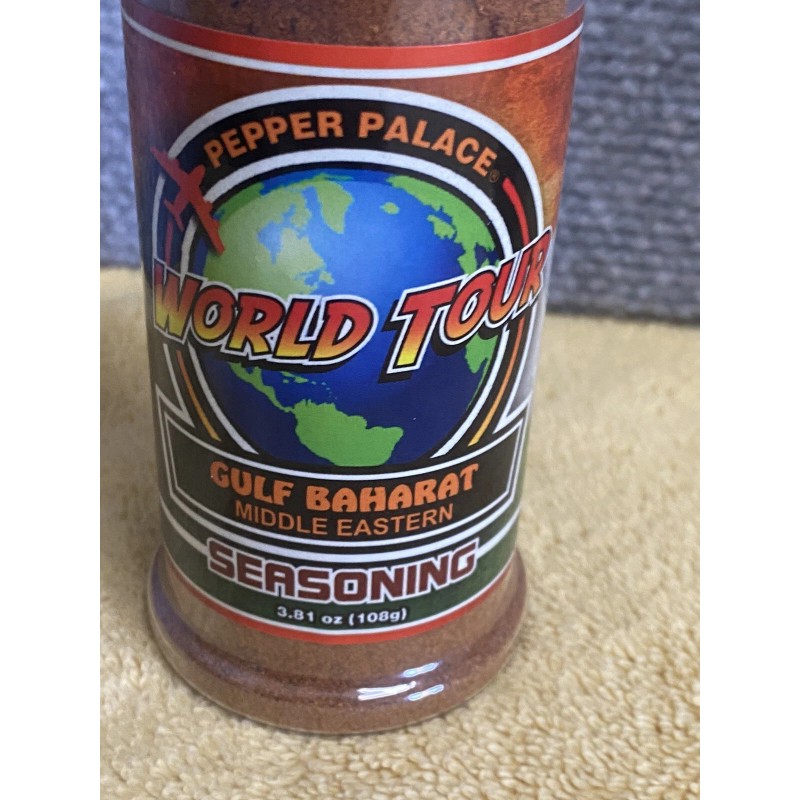 PEPPER PALACE®
WORLD TOUR
GULF BAHARAT
MIDDLE EASTERN
SEASONING
3.81 oz (108g)